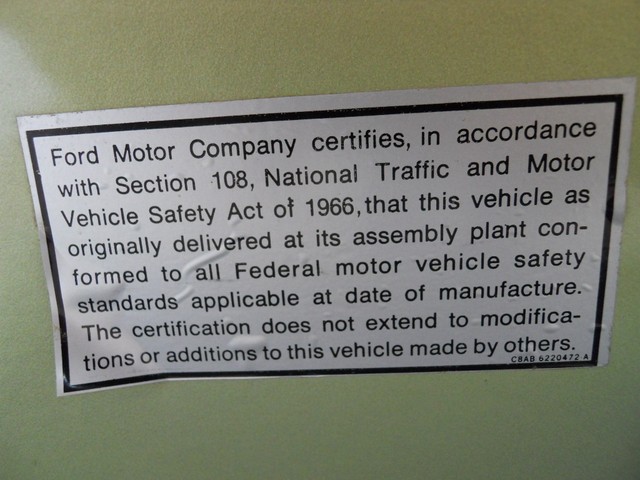 Ford Motor Company certifies, in accordance
with Section 108, National Traffic and Motor
Vehicle Safety Act of 1966, that this vehicle as
originally delivered at its assembly plant con-
formed to all Federal motor vehicle safety
standards applicable at date of manufacture.
The certification does not extend to modifica-
tions or additions to this vehicle made by others.
C8AB 6220472 A